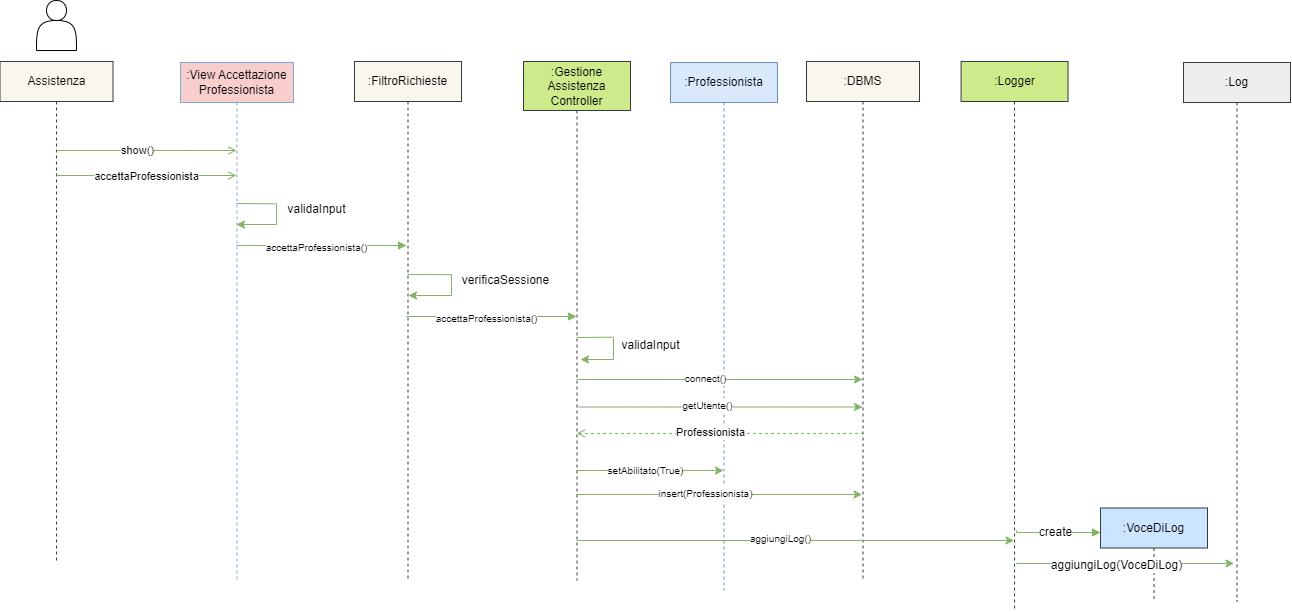 Assistenza
:View Accettazione
Professionista
:FiltroRichieste
:Gestione
Assistenza
Controller
:Professionista
:DBMS
:Logger
:Log
show()
accettaProfessionista
validaInput
accettaProfessionista()
verificaSessione
accettaProfessionista()
validaInput
connect()
getUtente()
Professionista
setAbilitato(True)
insert(Professionista)
aggiungiLog()
create
:VoceDiLog
aggiungiLog(VoceDiLog)